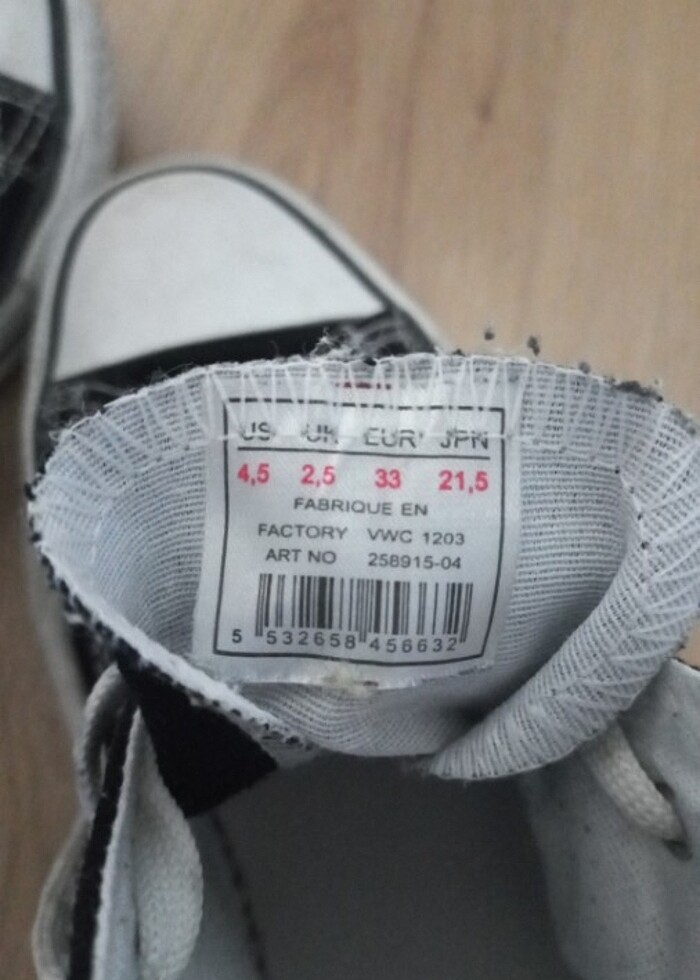 US UK EUR JPN
4,5 2,5 33 21,5
FABRIQUE EN
FACTORY VWC 1203
ART NO 258915-04
5 532658 456632